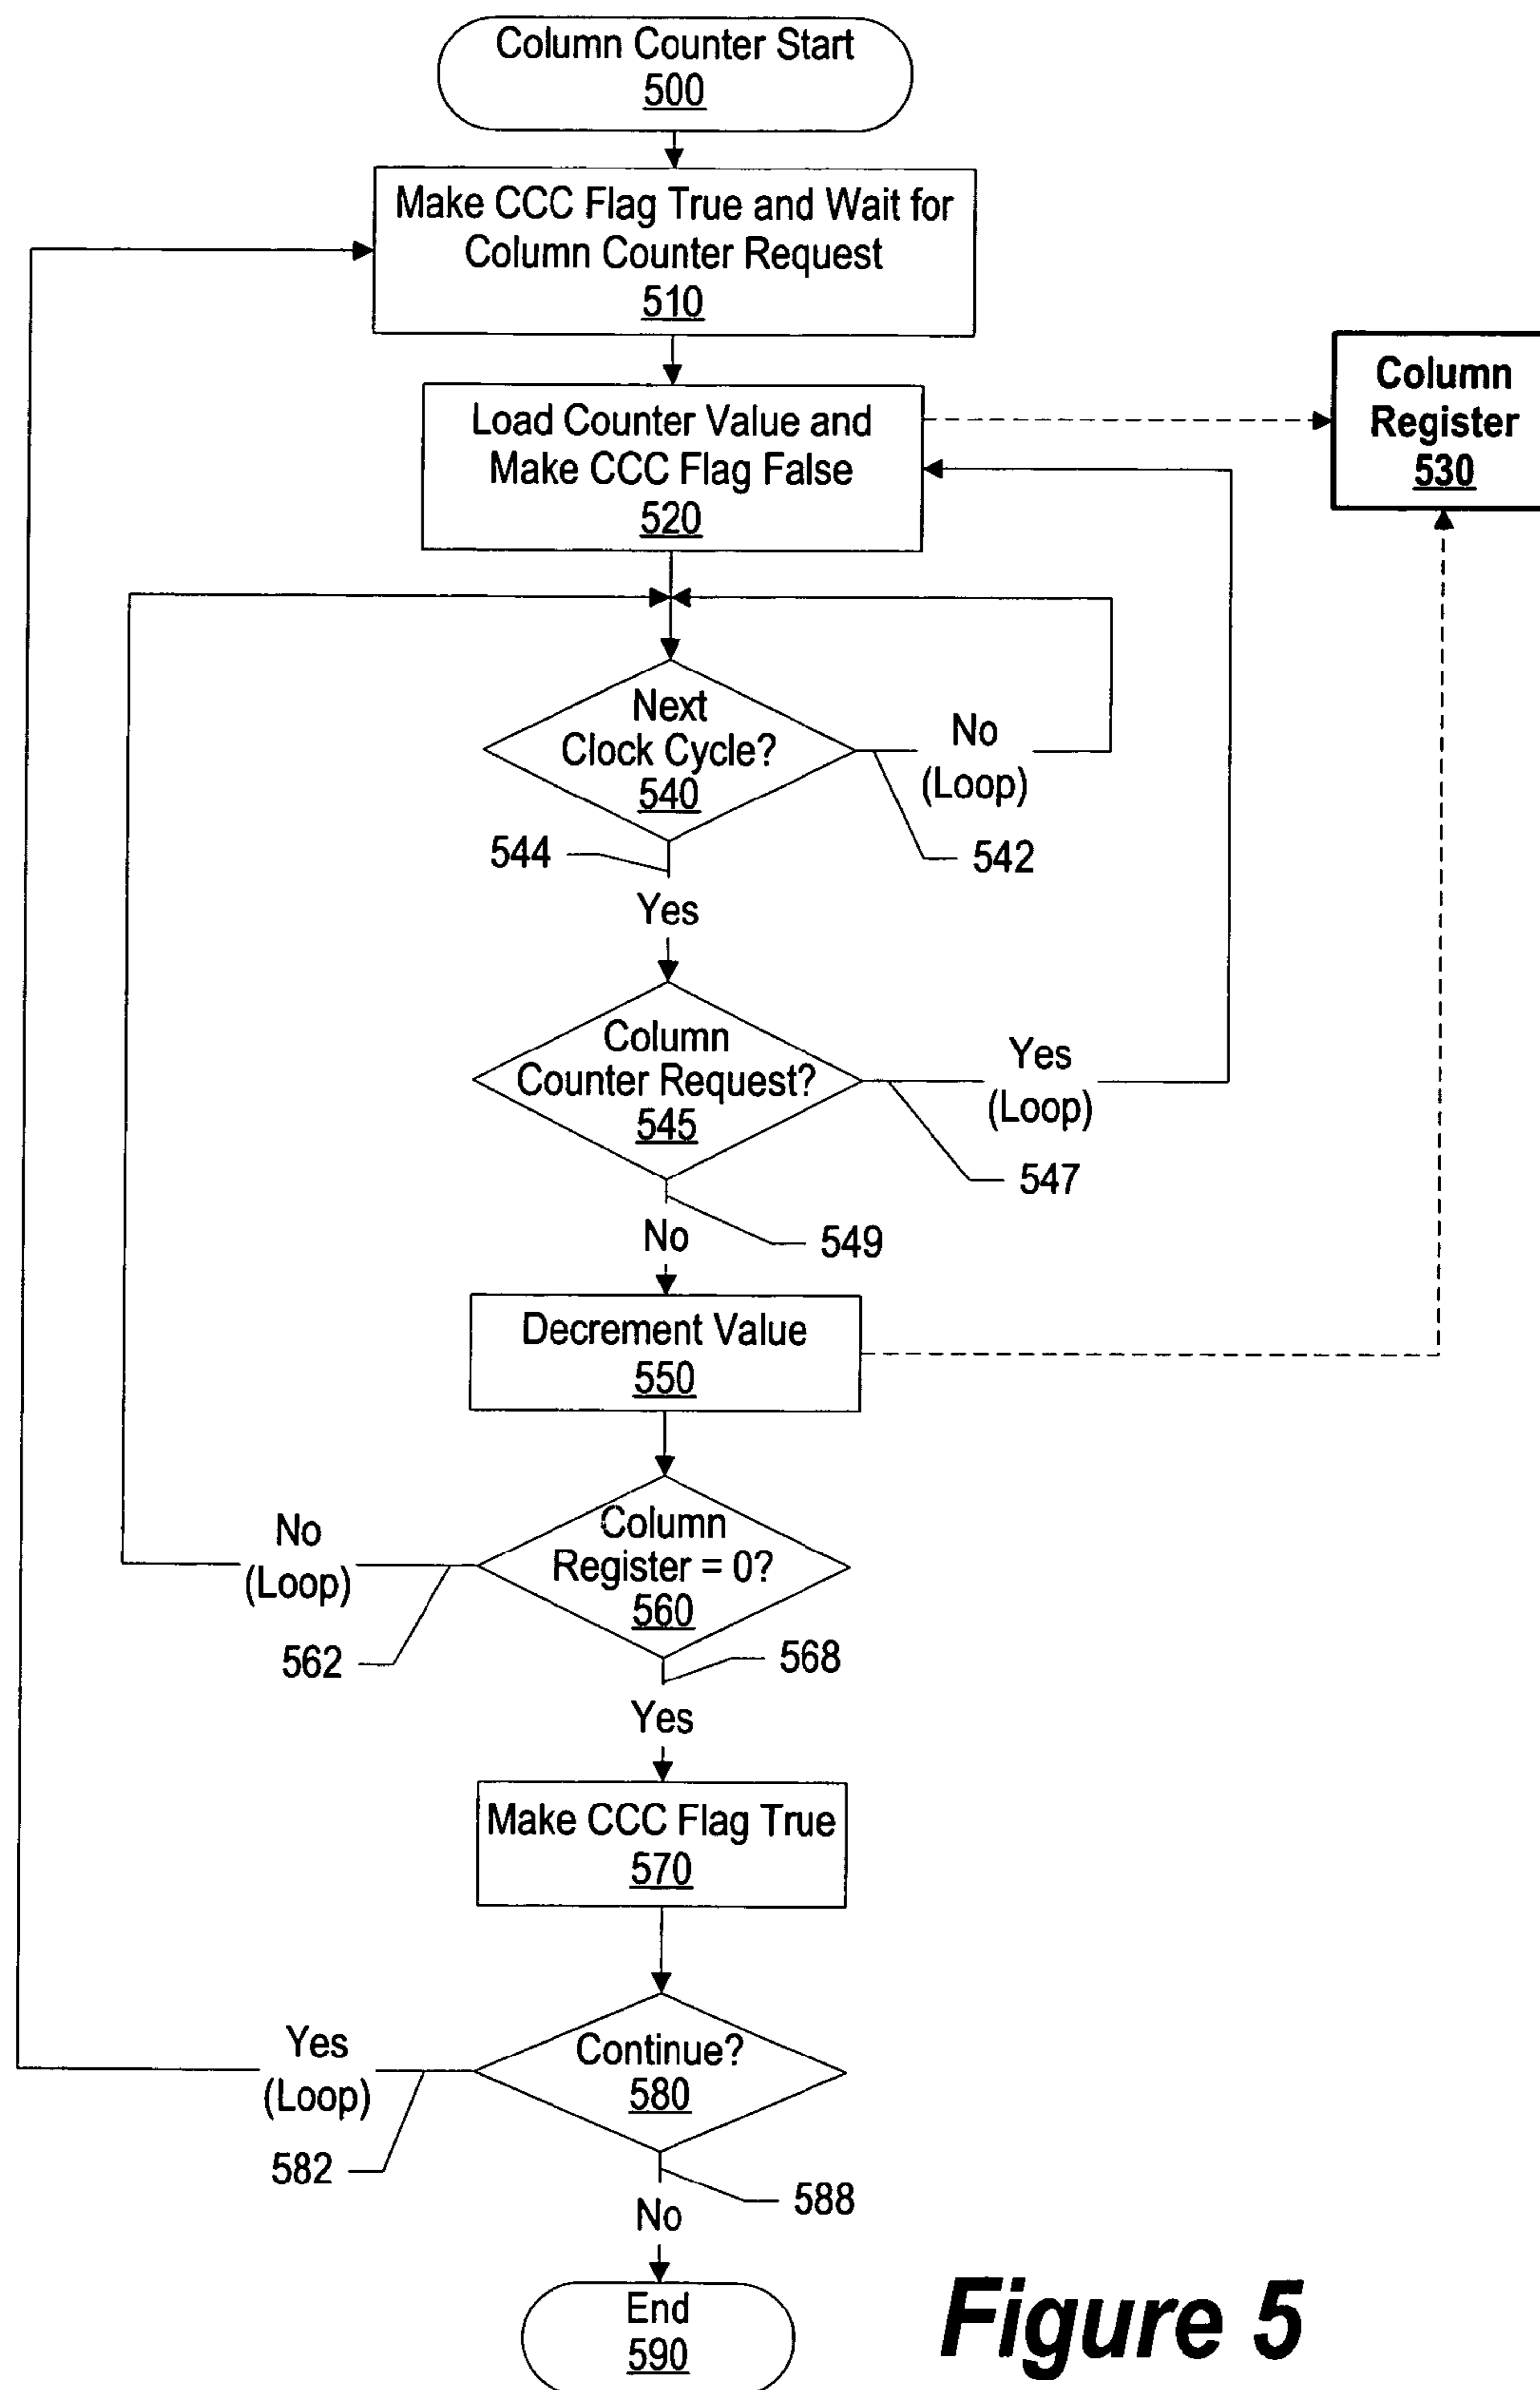 Column Counter Start
500
Make CCC Flag True and Wait for
Column Counter Request
510
Load Counter Value and
Make CCC Flag False
520
Column
Register
530
Next
Clock Cycle?
540
No
(Loop)
542
544
Yes
Column
Counter Request?
545
Yes
(Loop)
547
549
No
Decrement Value
550
Column
Register = 0?
560
No
(Loop)
562
568
Yes
Make CCC Flag True
570
Continue?
580
Yes
(Loop)
582
588
No
End
590
Figure 5